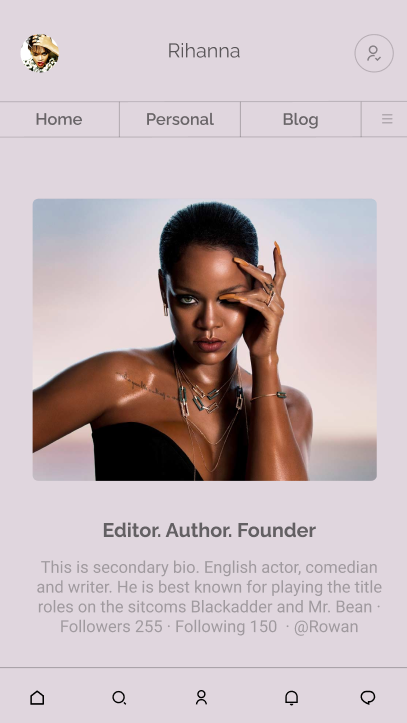 Rihanna
Home Personal Blog
Editor. Author. Founder
This is secondary bio. English actor, comedian
and writer. He is best known for playing the title
roles on the sitcoms Blackadder and Mr. Bean ·
Followers 255 · Following 150 · @Rowan